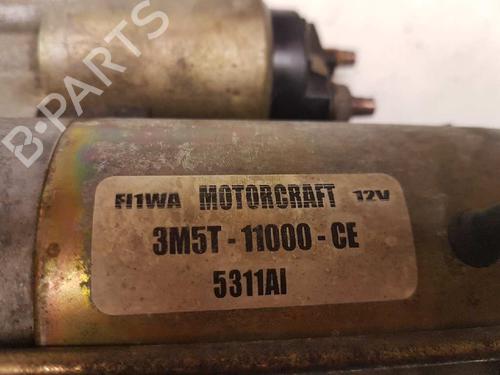 B-PARTS
FI1WA MOTORCRAFT 12V
3M5T - 11000 - CE
5311AI